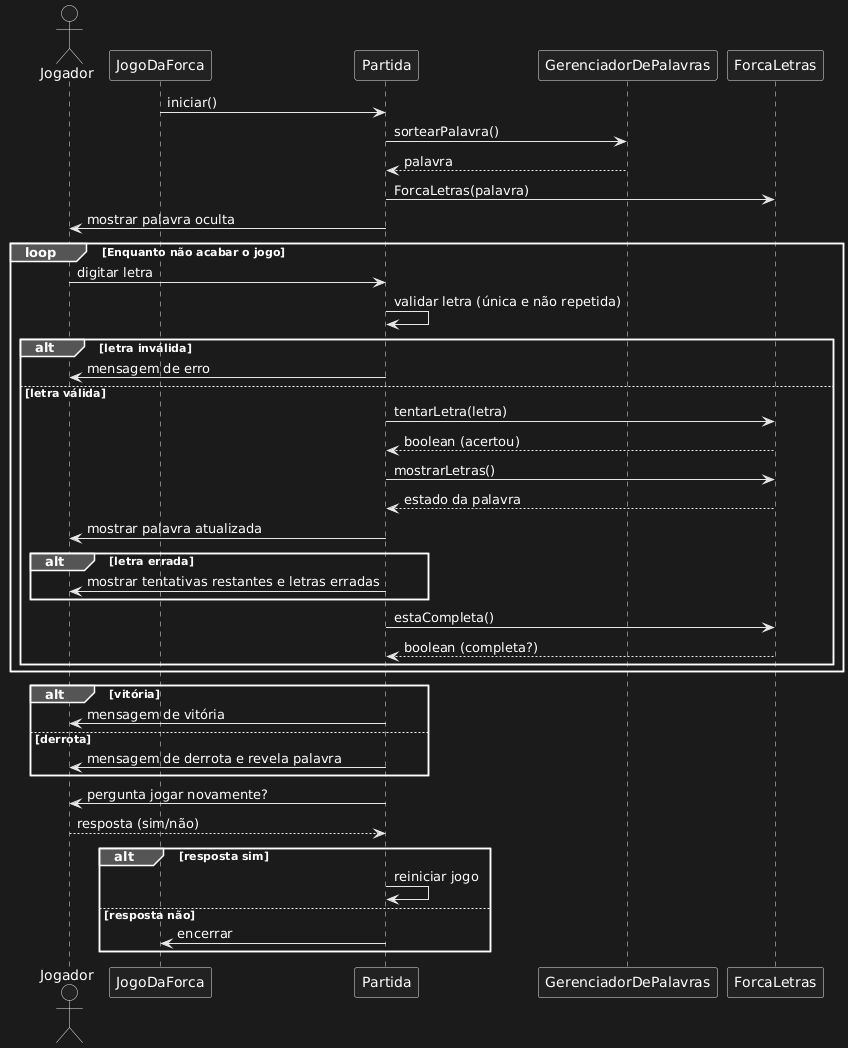 Jogador
JogoDaForca
Partida
GerenciadorDePalavras
ForcaLetras
iniciar()
sortearPalavra()
palavra
ForcaLetras(palavra)
mostrar palavra oculta
loop [Enquanto não acabar o jogo]
digitar letra
validar letra (única e não repetida)
alt [letra inválida]
mensagem de erro
[letra válida]
tentarLetra(letra)
boolean (acertou)
mostrarLetras()
estado da palavra
mostrar palavra atualizada
alt [letra errada]
mostrar tentativas restantes e letras erradas
estaCompleta()
boolean (completa?)
alt [vitória]
mensagem de vitória
[derrota]
mensagem de derrota e revela palavra
pergunta jogar novamente?
resposta (sim/não)
alt [resposta sim]
reiniciar jogo
[resposta não]
encerrar
Jogador
JogoDaForca
Partida
GerenciadorDePalavras
ForcaLetras